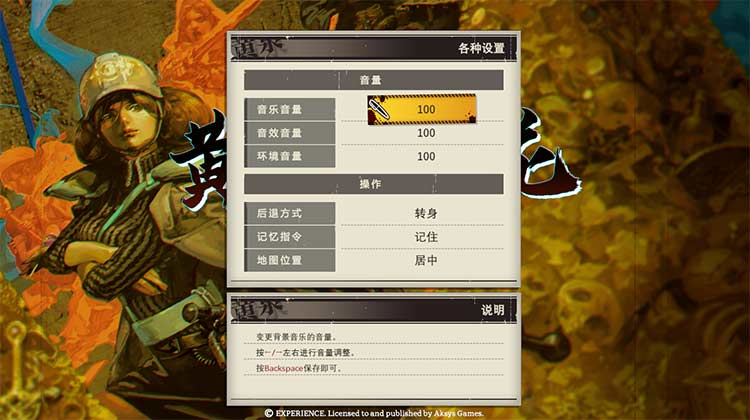 各种设置
音量
音乐音量 100
音效音量 100
环境音量 100
操作
后退方式 转身
记忆指令 记住
地图位置 居中
说明
变更背景音乐的音量。
按←/→左右进行音量调整。
按Backspace保存即可。
© EXPERIENCE. Licensed to and published by Aksys Games.